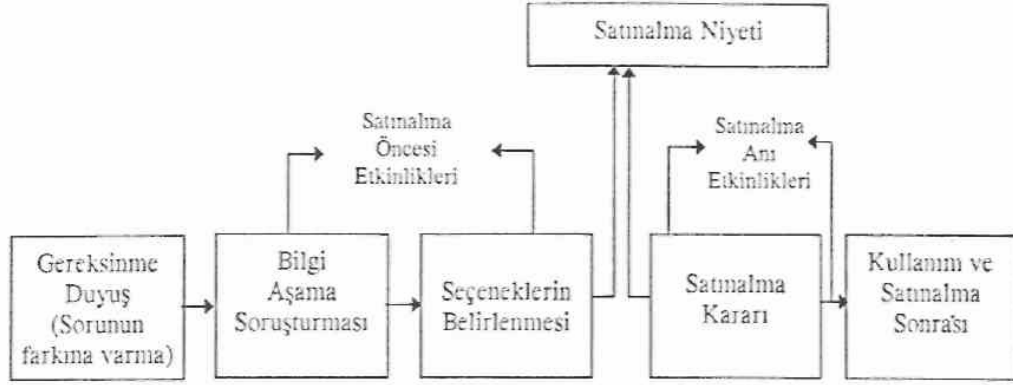 Satınalma Niyeti
Satınalma
Öncesi
Etkinlikleri
Satınalma
Anı
Etkinlikleri
Gereksinme
Duyuş
(Sorunun
farkına varma)
Bilgi
Aşama
Soruşturması
Seçeneklerin
Belirlenmesi
Satınalma
Kararı
Kullanım ve
Satınalma
Sonrası